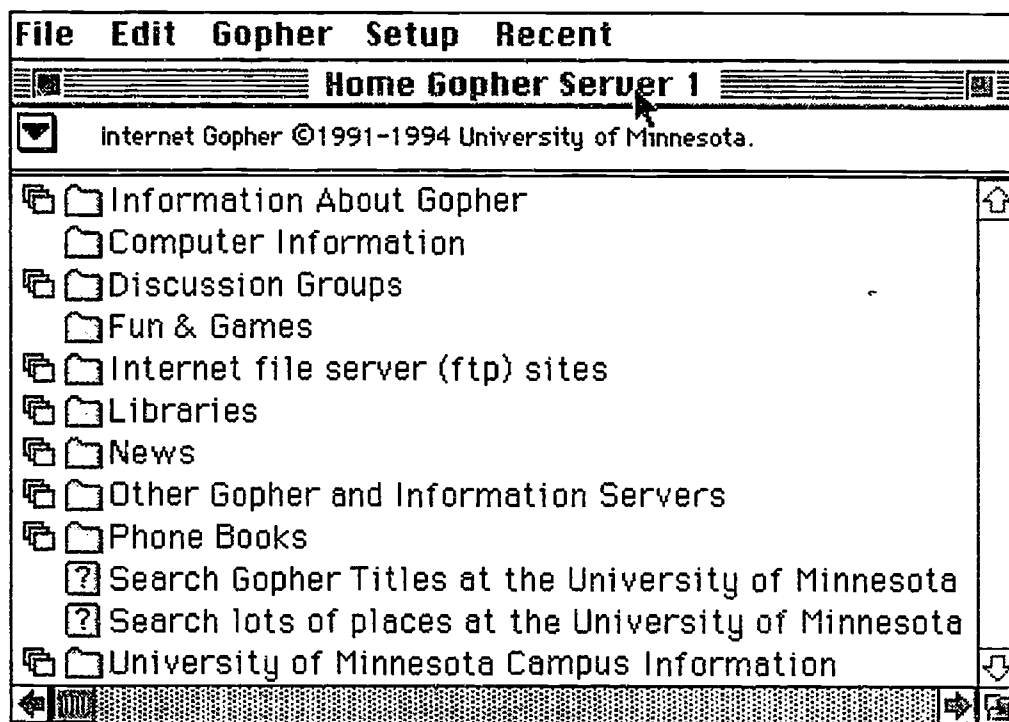 File Edit Gopher Setup Recent
Home Gopher Server 1
Internet Gopher ©1991-1994 University of Minnesota.
Information About Gopher
Computer Information
Discussion Groups
Fun & Games
Internet file server (ftp) sites
Libraries
News
Other Gopher and Information Servers
Phone Books
? Search Gopher Titles at the University of Minnesota
? Search lots of places at the University of Minnesota
University of Minnesota Campus Information